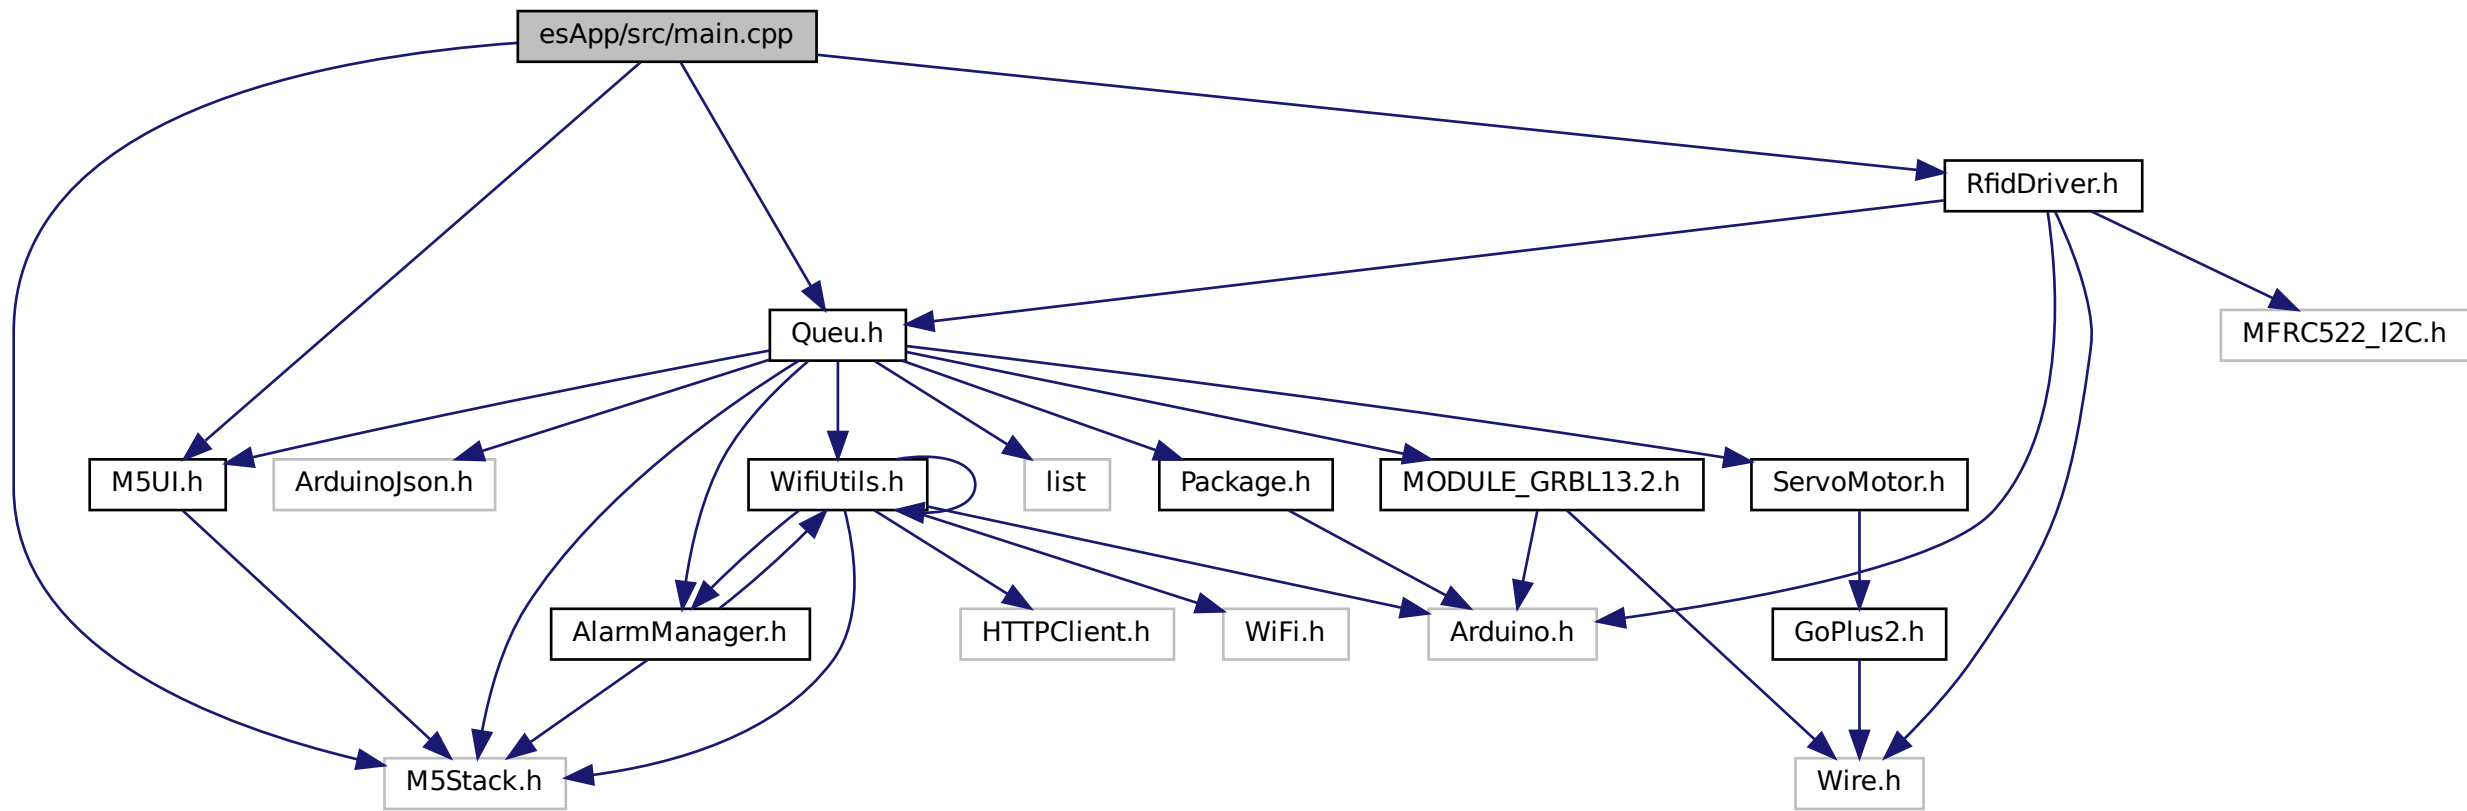 esApp/src/main.cpp
RfidDriver.h
Queu.h
MFRC522_I2C.h
M5UI.h
ArduinoJson.h
WifiUtils.h
list
Package.h
MODULE_GRBL13.2.h
ServoMotor.h
AlarmManager.h
HTTPClient.h
WiFi.h
Arduino.h
GoPlus2.h
M5Stack.h
Wire.h